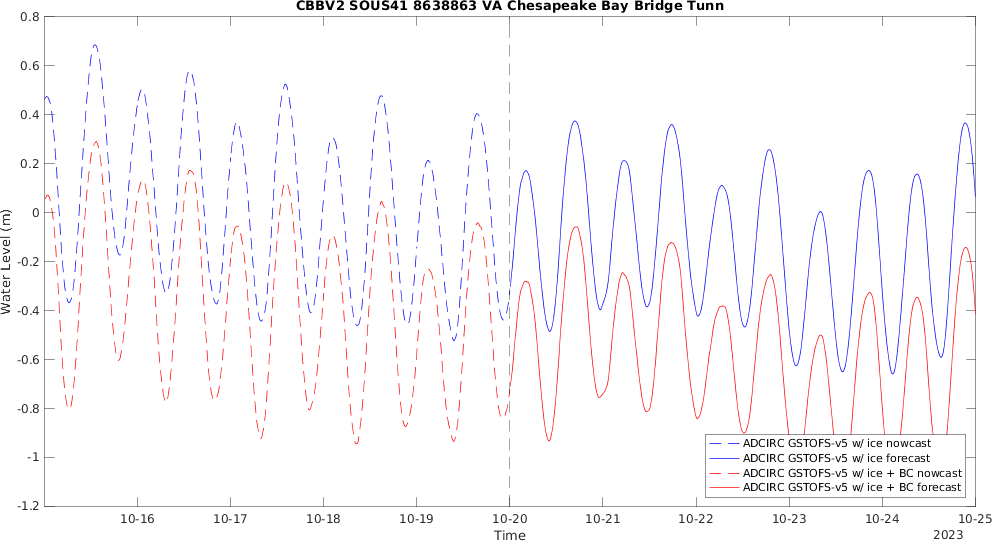 CBBV2 SOUS41 8638863 VA Chesapeake Bay Bridge Tunn
0.8
0.6
0.4
0.2
0
-0.2
-0.4
-0.6
-0.8
-1
-1.2
Water Level (m)
ADCIRC GSTOFS-v5 w/ ice nowcast
ADCIRC GSTOFS-v5 w/ ice forecast
ADCIRC GSTOFS-v5 w/ ice + BC nowcast
ADCIRC GSTOFS-v5 w/ ice + BC forecast
10-16 10-17 10-18 10-19 10-20 10-21 10-22 10-23 10-24 10-25
Time
2023